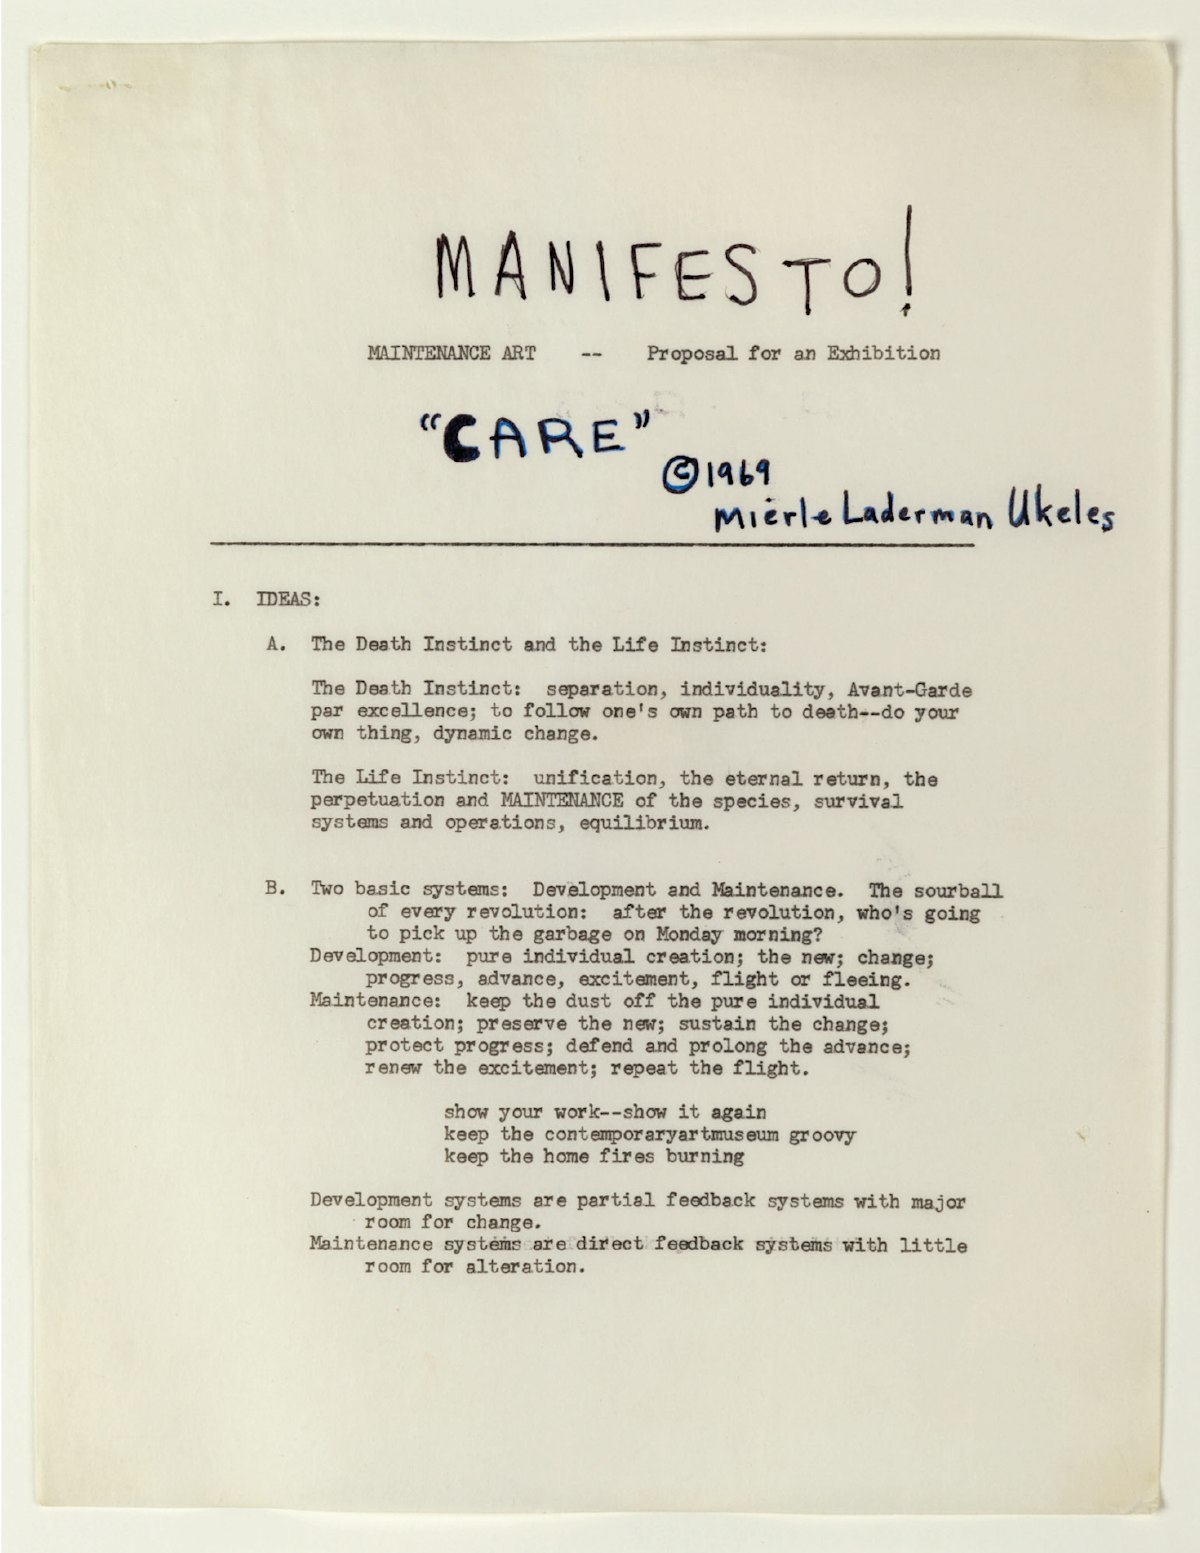 MANIFESTO!
MAINTENANCE ART -- Proposal for an Exhibition
"CARE"
©1969
Mierle Laderman Ukeles
I. IDEAS:
A. The Death Instinct and the Life Instinct:
The Death Instinct: separation, individuality, Avant-Garde
par excellence; to follow one's own path to death--do your
own thing, dynamic change.
The Life Instinct: unification, the eternal return, the
perpetuation and MAINTENANCE of the species, survival
systems and operations, equilibrium.
B. Two basic systems: Development and Maintenance. The sourball
of every revolution: after the revolution, who's going
to pick up the garbage on Monday morning?
Development: pure individual creation; the new; change;
progress, advance, excitement, flight or fleeing.
Maintenance: keep the dust off the pure individual
creation; preserve the new; sustain the change;
protect progress; defend and prolong the advance;
renew the excitement; repeat the flight.
show your work--show it again
keep the contemporaryartmuseum groovy
keep the home fires burning
Development systems are partial feedback systems with major
room for change.
Maintenance systems are direct feedback systems with little
room for alteration.